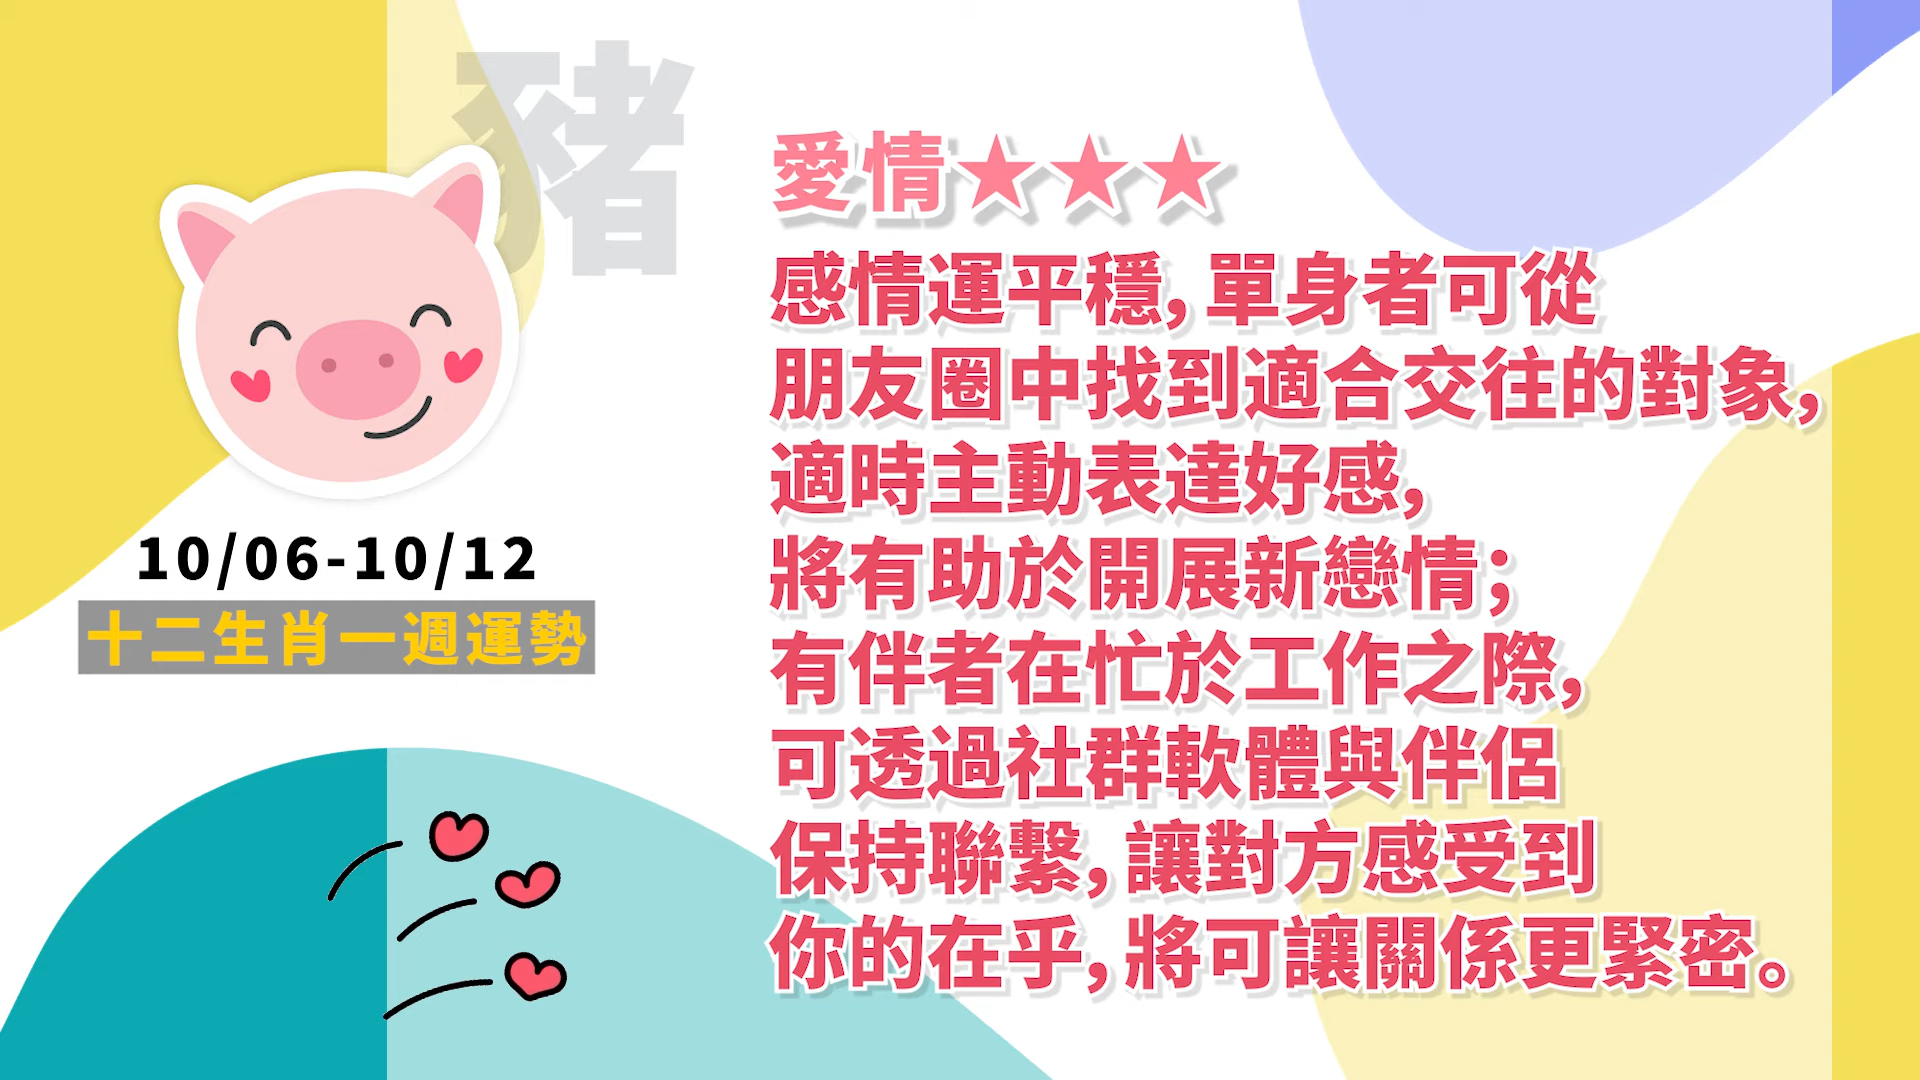 豬
10/06-10/12
十二生肖一週運勢
愛情★★★
感情運平穩,單身者可從
朋友圈中找到適合交往的對象,
適時主動表達好感,
將有助於開展新戀情;
有伴者在忙於工作之際,
可透過社群軟體與伴侶
保持聯繫,讓對方感受到
你的在乎,將可讓關係更緊密。